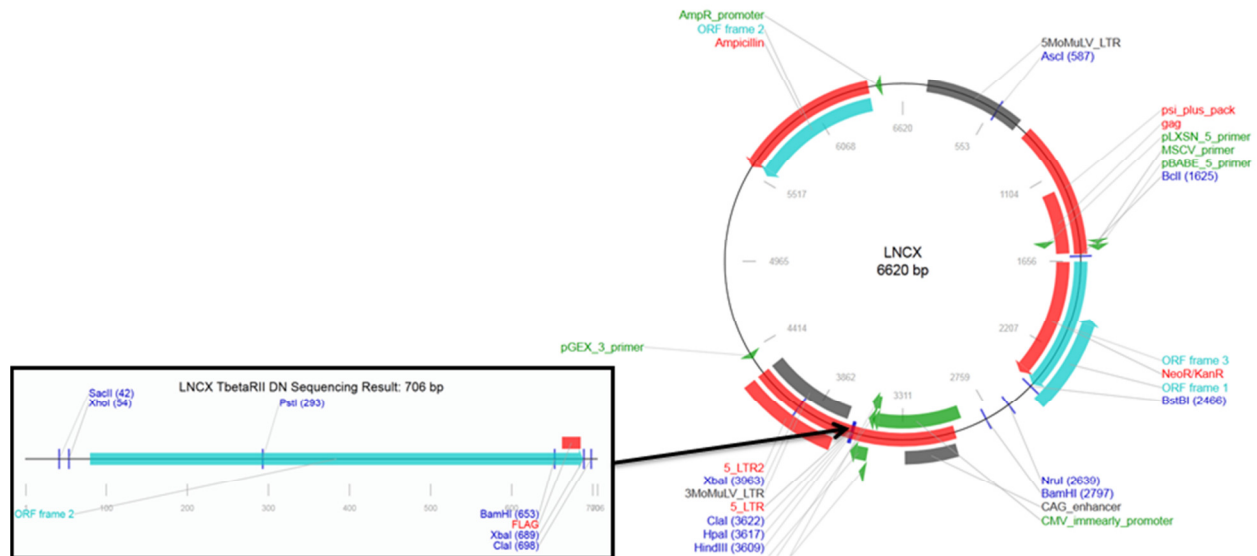 AmpR_promoter
ORF frame 2
Ampicillin
5MoMuLV_LTR
AscI (587)
psi_plus_pack
gag
pLXSN_5_primer
MSCV_primer
pBABE_5_primer
BclI (1625)
6620
553
6068
1104
5517
LNCX
6620 bp
4965
1656
4414
2207
3862
3311
2759
pGEX_3_primer
ORF frame 3
NeoR/KanR
ORF frame 1
BstBI (2466)
5_LTR2
XbaI (3963)
3MoMuLV_LTR
5_LTR
ClaI (3622)
HpaI (3617)
HindIII (3609)
NruI (2639)
BamHI (2797)
CAG_enhancer
CMV_immearly_promoter
LNCX TbetaRII DN Sequencing Result: 706 bp
SacII (42)
XhoI (54)
PstI (293)
100
200
300
400
500
600
706
ORF frame 2
BamHI (653)
FLAG
XbaI (689)
ClaI (698)